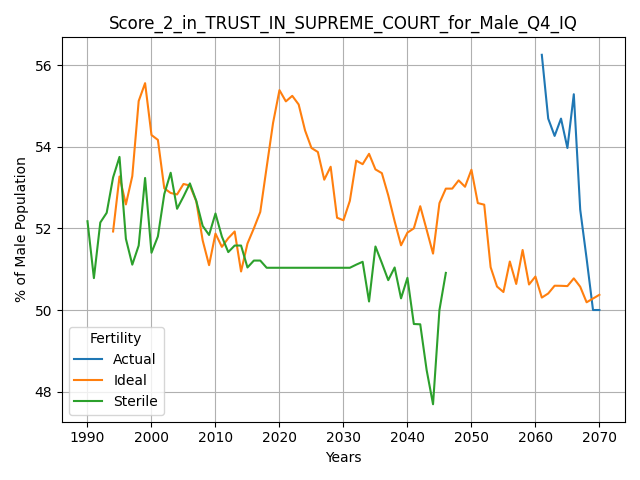 Score_2_in_TRUST_IN_SUPREME_COURT_for_Male_Q4_IQ
% of Male Population
56
54
52
50
48
Fertility
Actual
Ideal
Sterile
1990 2000 2010 2020 2030 2040 2050 2060 2070
Years